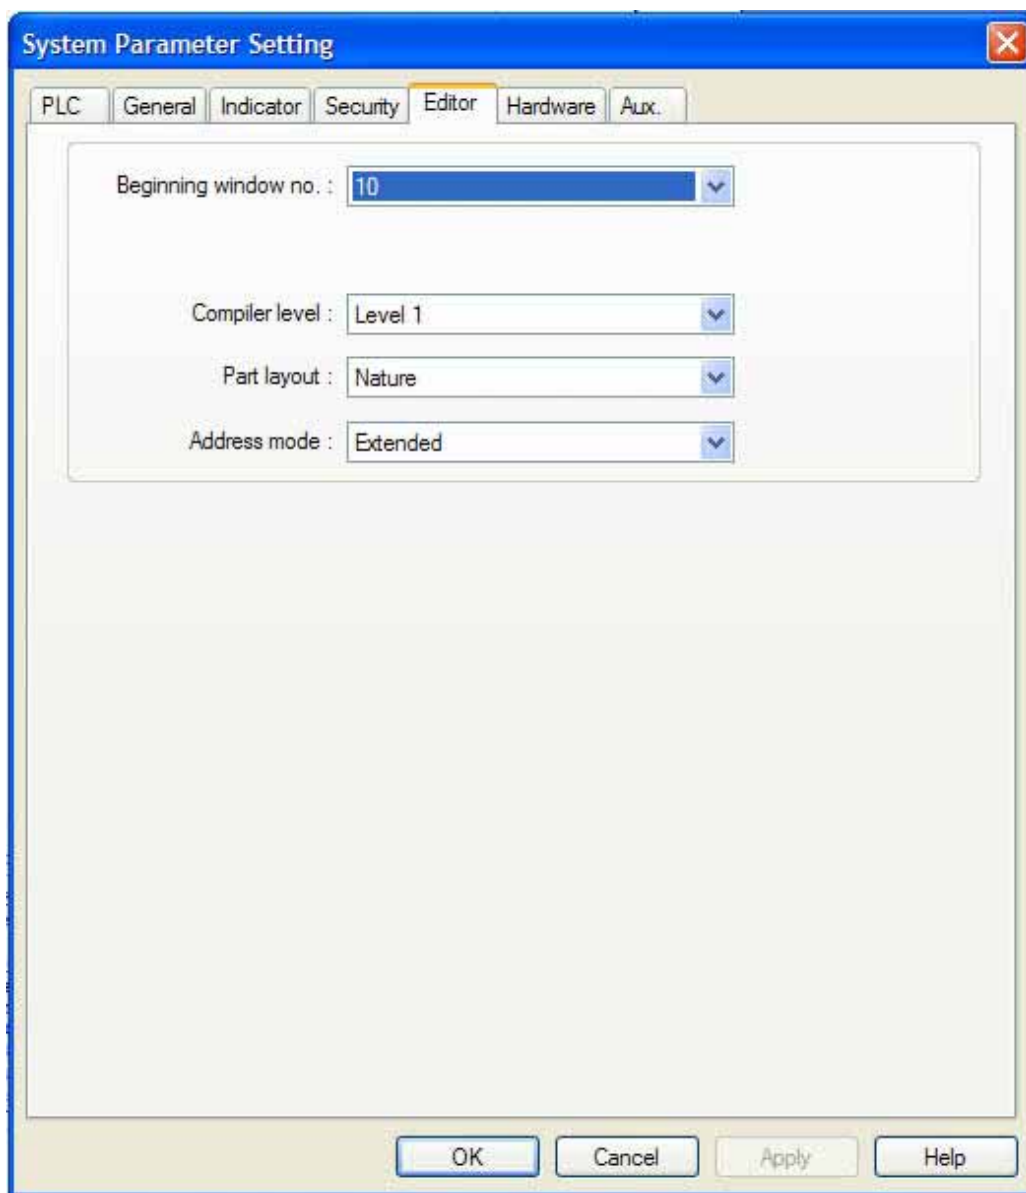 System Parameter Setting
PLC General Indicator Security Editor Hardware Aux.
Beginning window no. : 10
Compiler level : Level 1
Part layout : Nature
Address mode : Extended
OK Cancel Apply Help